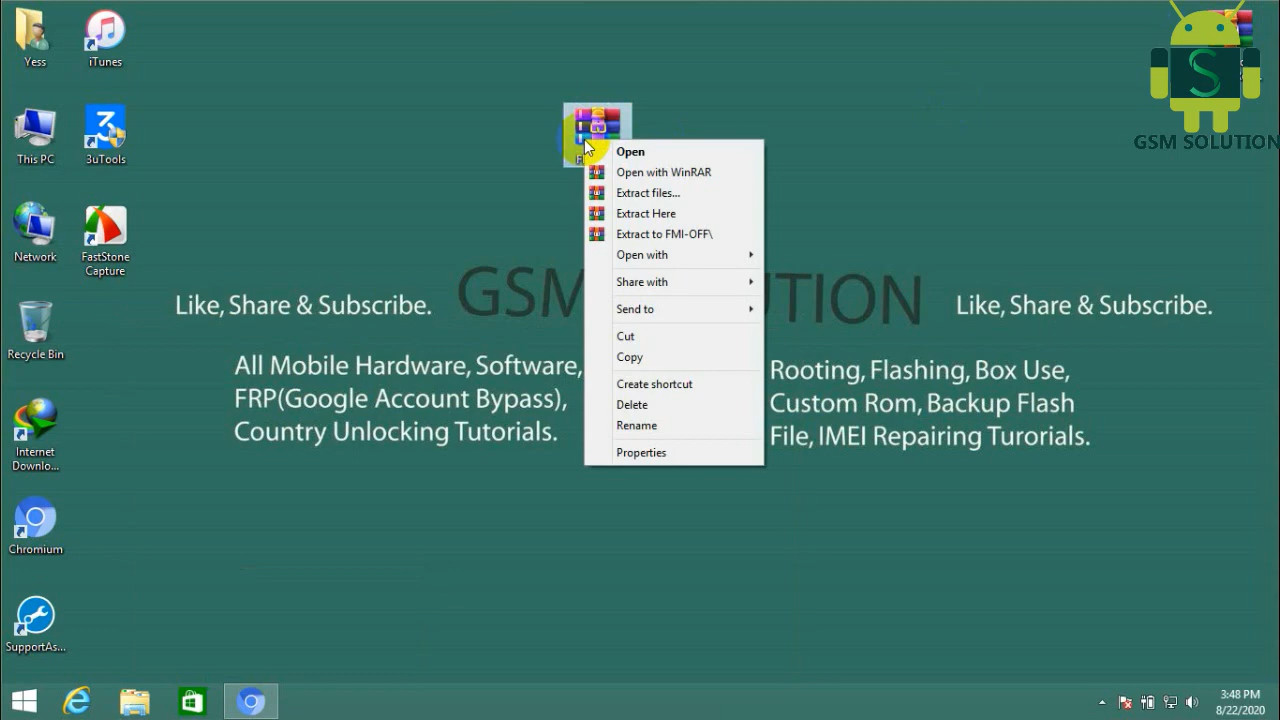 Yess
iTunes
This PC
3uTools
Network
FastStone
Capture
Recycle Bin
Internet
Downlo...
Chromium
SupportAs...
Open
Open with WinRAR
Extract files...
Extract Here
Extract to FMI-OFF\
Open with
Share with
Send to
Cut
Copy
Create shortcut
Delete
Rename
Properties
GSM SOLUTION
Like, Share & Subscribe.
Like, Share & Subscribe.
All Mobile Hardware, Software,
FRP(Google Account Bypass),
Country Unlocking Tutorials.
Rooting, Flashing, Box Use,
Custom Rom, Backup Flash
File, IMEI Repairing Turorials.
S
GSM
UTION
3:48 PM
8/22/2020